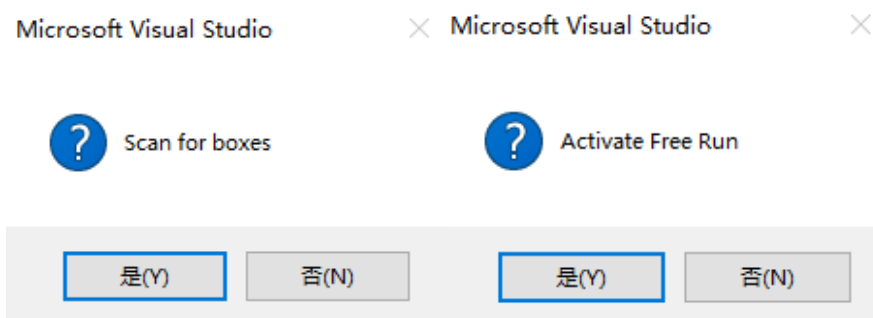 Microsoft Visual Studio
Scan for boxes
是(Y)
否(N)
Microsoft Visual Studio
Activate Free Run
是(Y)
否(N)